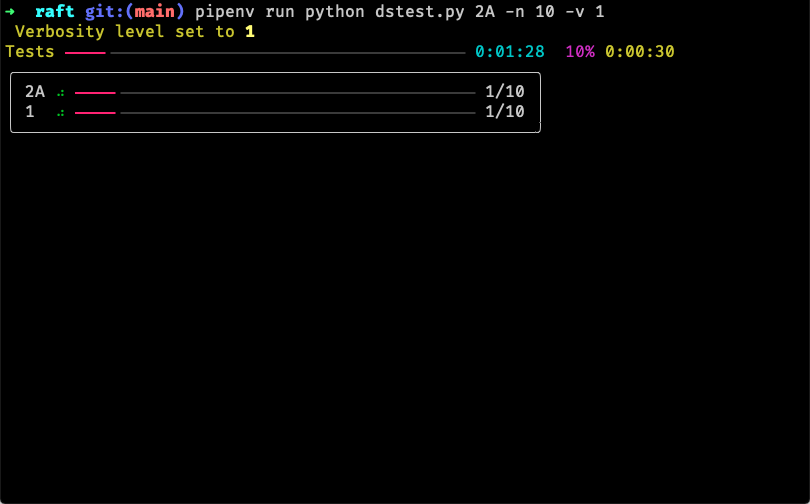 ➜  raft git:(main) pipenv run python dstest.py 2A -n 10 -v 1
Verbosity level set to 1
Tests 0:01:28 10% 0:00:30
2A 1/10
1 1/10